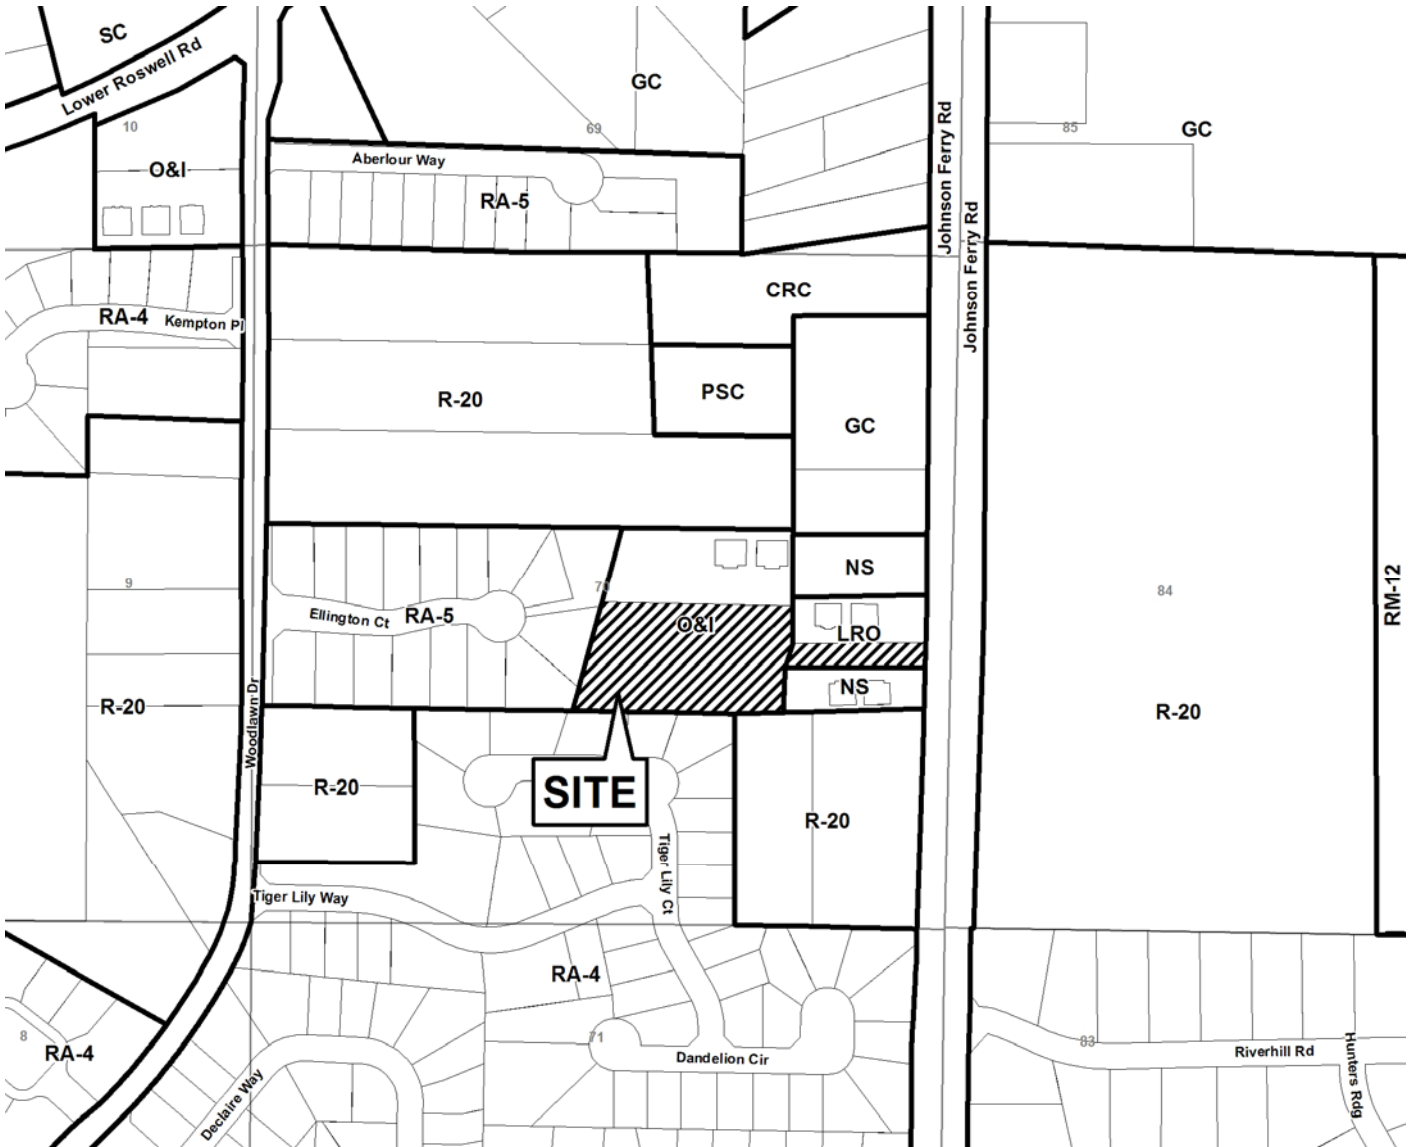 SC
Lower Roswell Rd
GC
10
69
85
GC
Johnson Ferry Rd
Aberlour Way
O&I
RA-5
Johnson Ferry Rd
CRC
RA-4
Kempton Pl
R-20
PSC
GC
NS
9
70
84
RM-12
Ellington Ct
RA-5
O&I
LRO
NS
R-20
Woodlawn Dr
R-20
R-20
SITE
R-20
Tiger Lily Ct
Tiger Lily Way
RA-4
8
RA-4
71
Dandelion Cir
83
Riverhill Rd
Hunters Rdg
Declaire Way